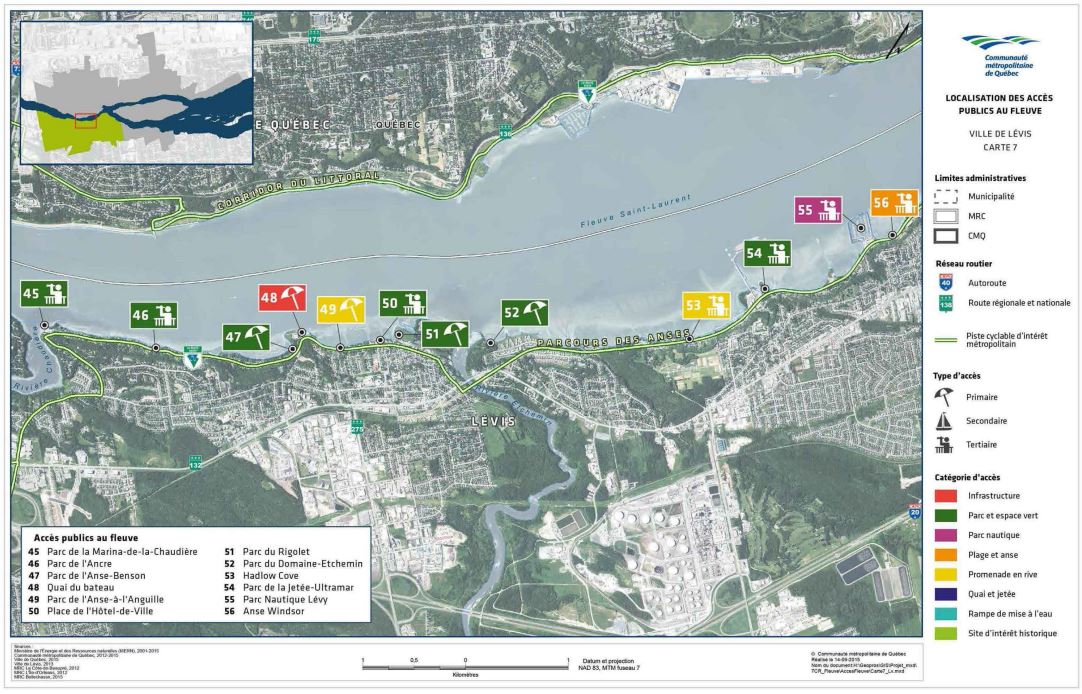 175
E QUÉBEC
QUÉBEC
136
CORRIDOR DU LITTORAL
Fleuve Saint-Laurent
55
56
54
45
46
47
48
49
50
51
52
53
PARCOURS DES ANSES
Rivière Etchemin
LÉVIS
275
132
20
Accès publics au fleuve
45 Parc de la Marina-de-la-Chaudière
46 Parc de l'Ancre
47 Parc de l'Anse-Benson
48 Quai du bateau
49 Parc de l'Anse-à-l'Anguille
50 Place de l'Hôtel-de-Ville
51 Parc du Rigolet
52 Parc du Domaine-Etchemin
53 Hadlow Cove
54 Parc de la Jetée-Ultramar
55 Parc Nautique Lévy
56 Anse Windsor
Communauté
métropolitaine
de Québec
LOCALISATION DES ACCÈS
PUBLICS AU FLEUVE
VILLE DE LÉVIS
CARTE 7
Limites administratives
Municipalité
MRC
CMQ
Réseau routier
40
Autoroute
138
Route régionale et nationale
Piste cyclable d'intérêt
métropolitain
Type d'accès
Primaire
Secondaire
Tertiaire
Catégorie d'accès
Infrastructure
Parc et espace vert
Parc nautique
Plage et anse
Promenade en rive
Quai et jetée
Rampe de mise à l'eau
Site d'intérêt historique
Sources :
Ministère de l'Énergie et des Ressources naturelles (MERN), 2001-2015
Communauté métropolitaine de Québec, 2012-2015
Ville de Québec, 2015
Ville de Lévis, 2013
MRC La Côte-de-Beaupré, 2012
MRC L'Île-d'Orléans, 2012
MRC Bellechasse, 2015
1 0,5 0 1
Kilomètres
Datum et projection
NAD 83, MTM fuseau 7
© Communauté métropolitaine de Québec
Réalisé le 14-09-2015